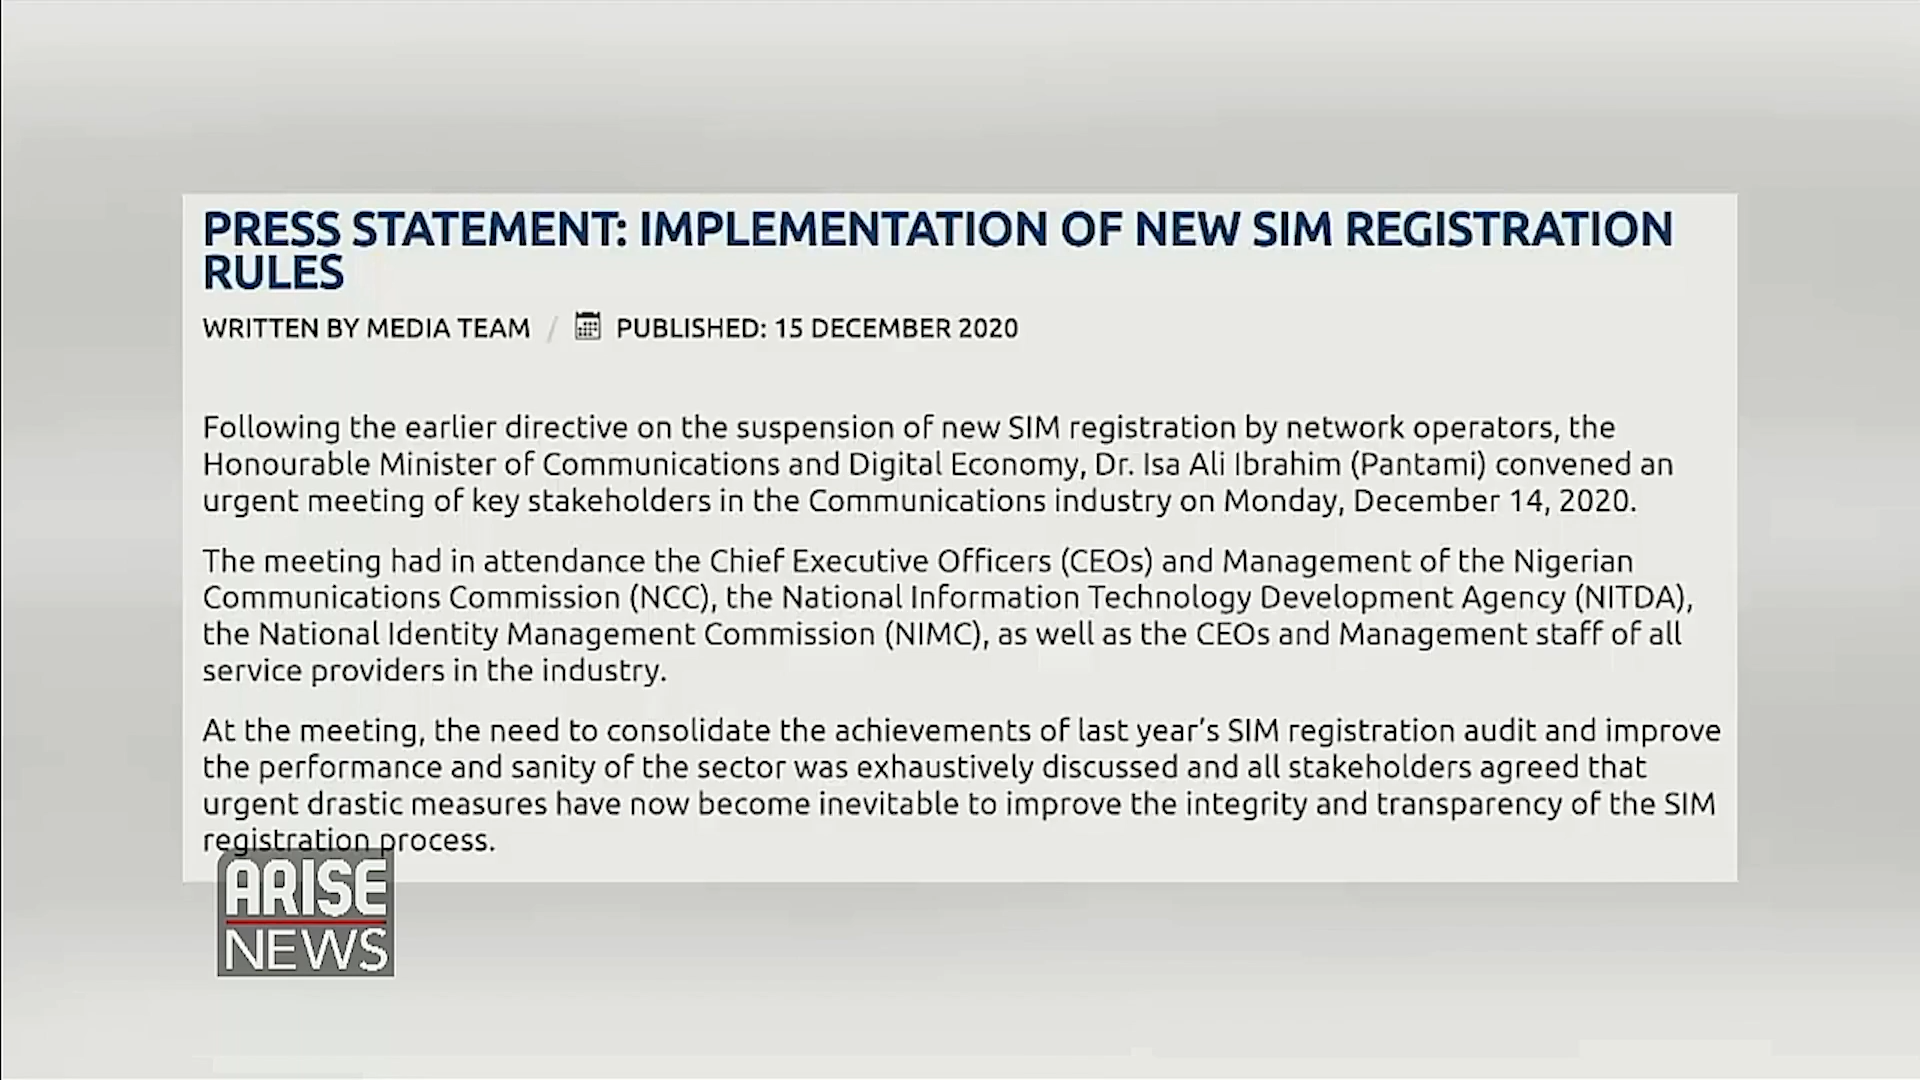 PRESS STATEMENT: IMPLEMENTATION OF NEW SIM REGISTRATION
RULES
WRITTEN BY MEDIA TEAM / PUBLISHED: 15 DECEMBER 2020
Following the earlier directive on the suspension of new SIM registration by network operators, the
Honourable Minister of Communications and Digital Economy, Dr. Isa Ali Ibrahim (Pantami) convened an
urgent meeting of key stakeholders in the Communications industry on Monday, December 14, 2020.
The meeting had in attendance the Chief Executive Officers (CEOs) and Management of the Nigerian
Communications Commission (NCC), the National Information Technology Development Agency (NITDA),
the National Identity Management Commission (NIMC), as well as the CEOs and Management staff of all
service providers in the industry.
At the meeting, the need to consolidate the achievements of last year’s SIM registration audit and improve
the performance and sanity of the sector was exhaustively discussed and all stakeholders agreed that
urgent drastic measures have now become inevitable to improve the integrity and transparency of the SIM
registration process.
ARISE
NEWS